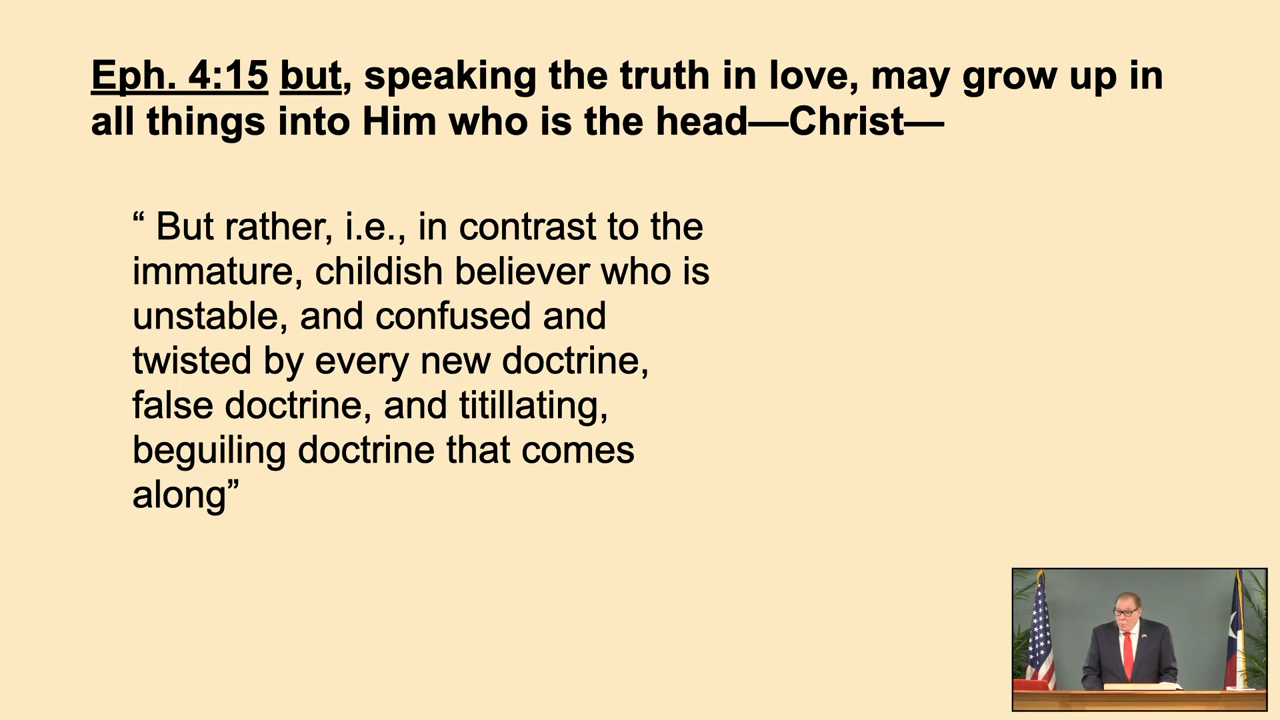 Eph. 4:15 but, speaking the truth in love, may grow up in
all things into Him who is the head—Christ—
“ But rather, i.e., in contrast to the
immature, childish believer who is
unstable, and confused and
twisted by every new doctrine,
false doctrine, and titillating,
beguiling doctrine that comes
along”